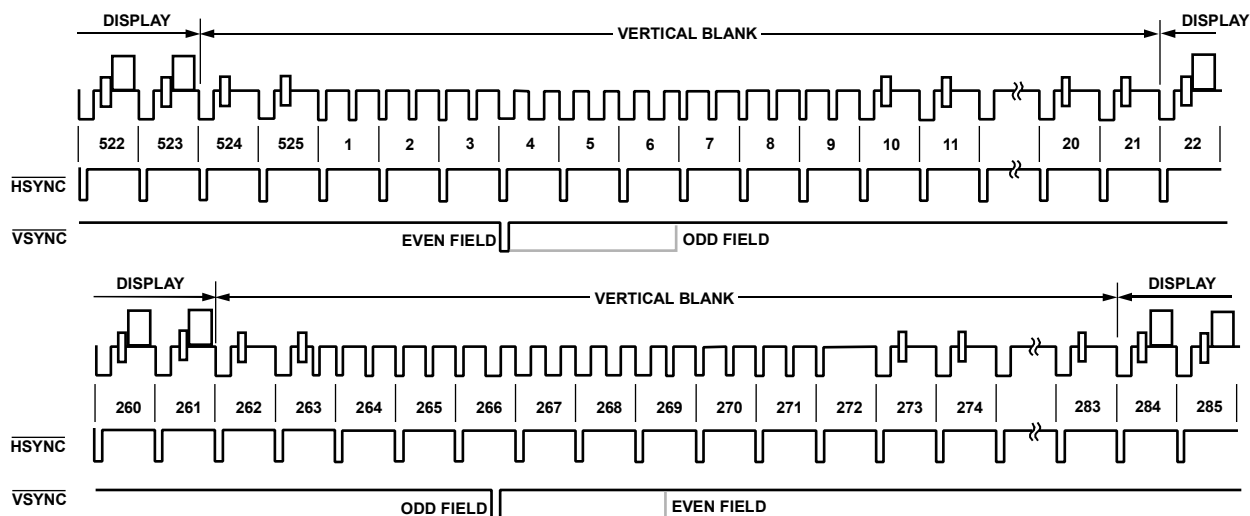 DISPLAY VERTICAL BLANK DISPLAY
522 523 524 525 1 2 3 4 5 6 7 8 9 10 11 20 21 22
HSYNC
VSYNC EVEN FIELD ODD FIELD
DISPLAY VERTICAL BLANK DISPLAY
260 261 262 263 264 265 266 267 268 269 270 271 272 273 274 283 284 285
HSYNC
VSYNC ODD FIELD EVEN FIELD